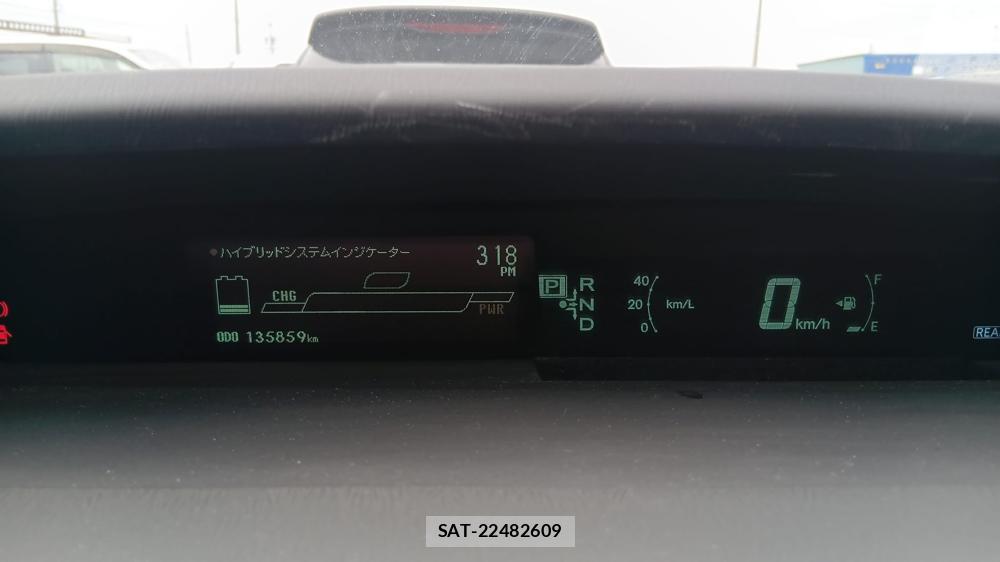 ハイブリッドシステムインジケーター
318
PM
CHG
PWR
ODO 135859km
P
R
N
D
40
20
0
km/L
0km/h
F
E
REA
SAT-22482609